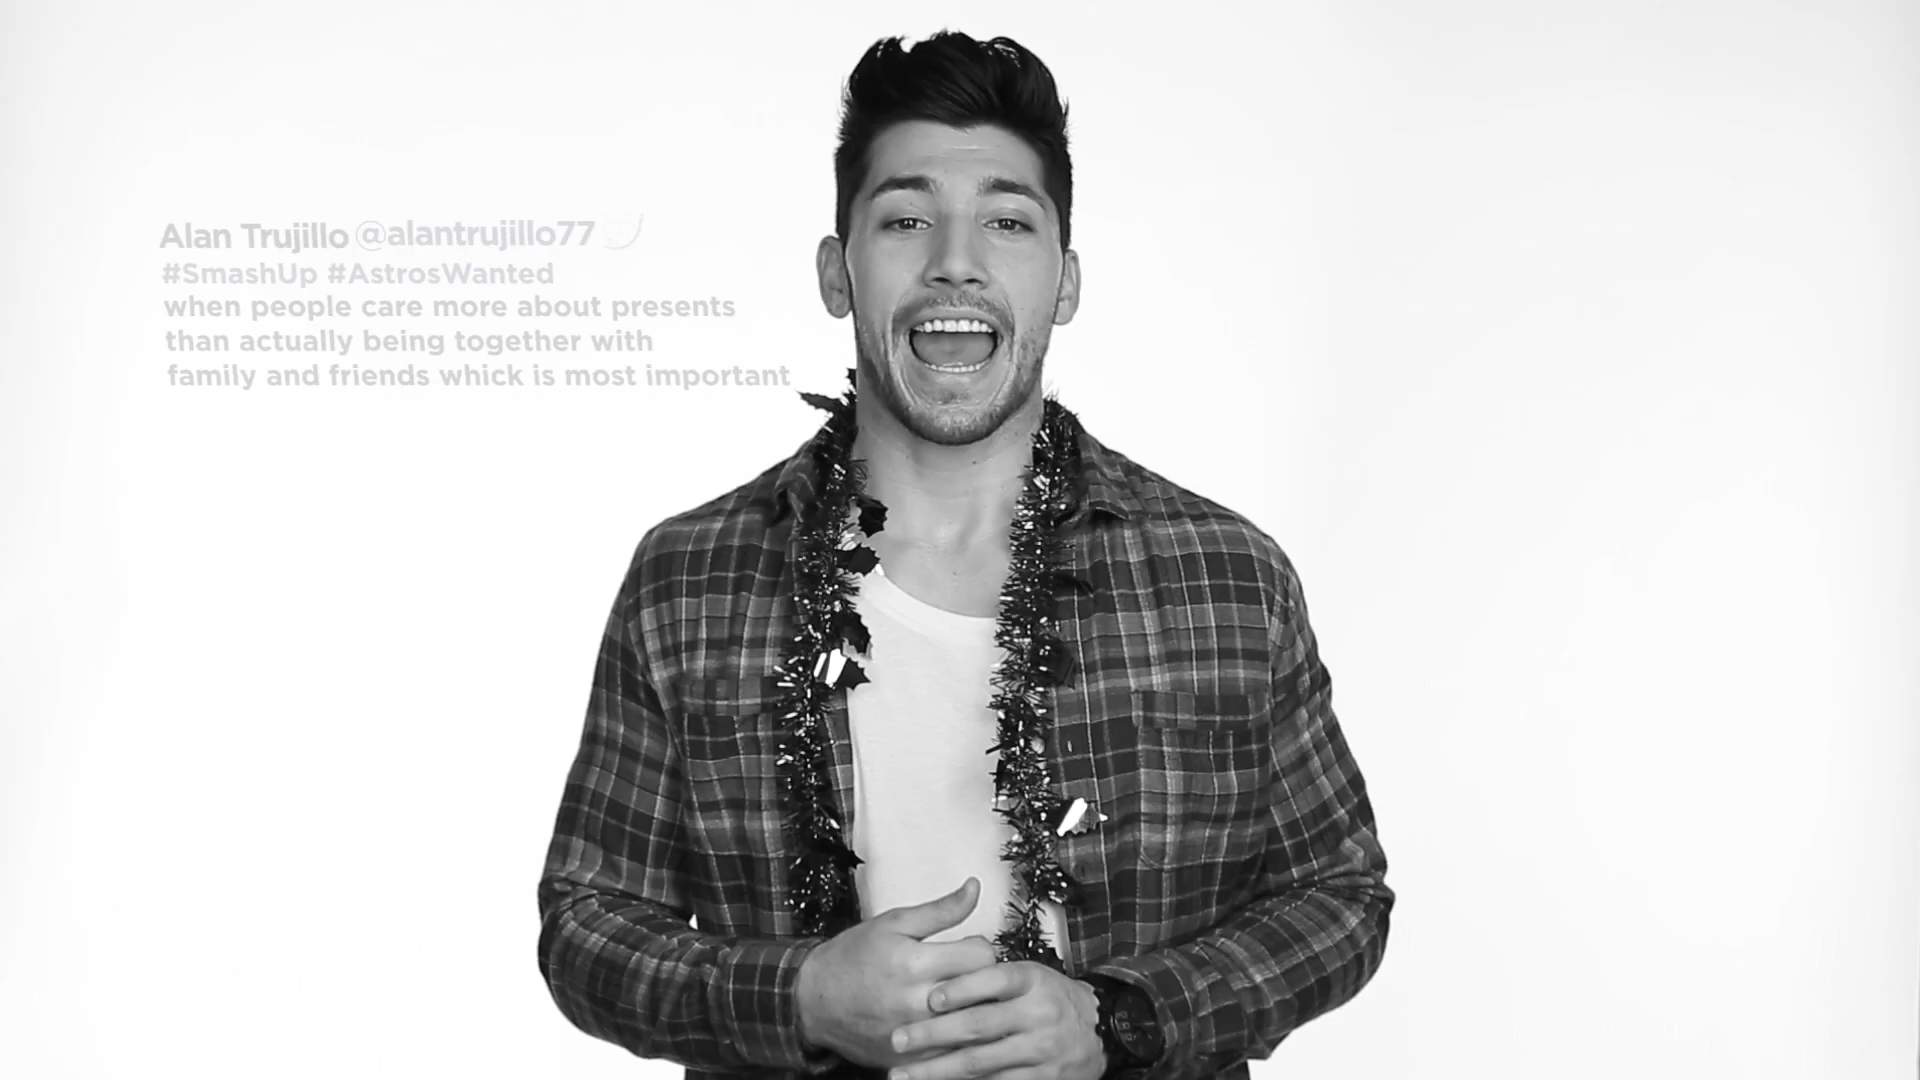 Alan Trujillo @alantrujillo77
#SmashUp #AstrosWanted
when people care more about presents
than actually being together with
family and friends whick is most important